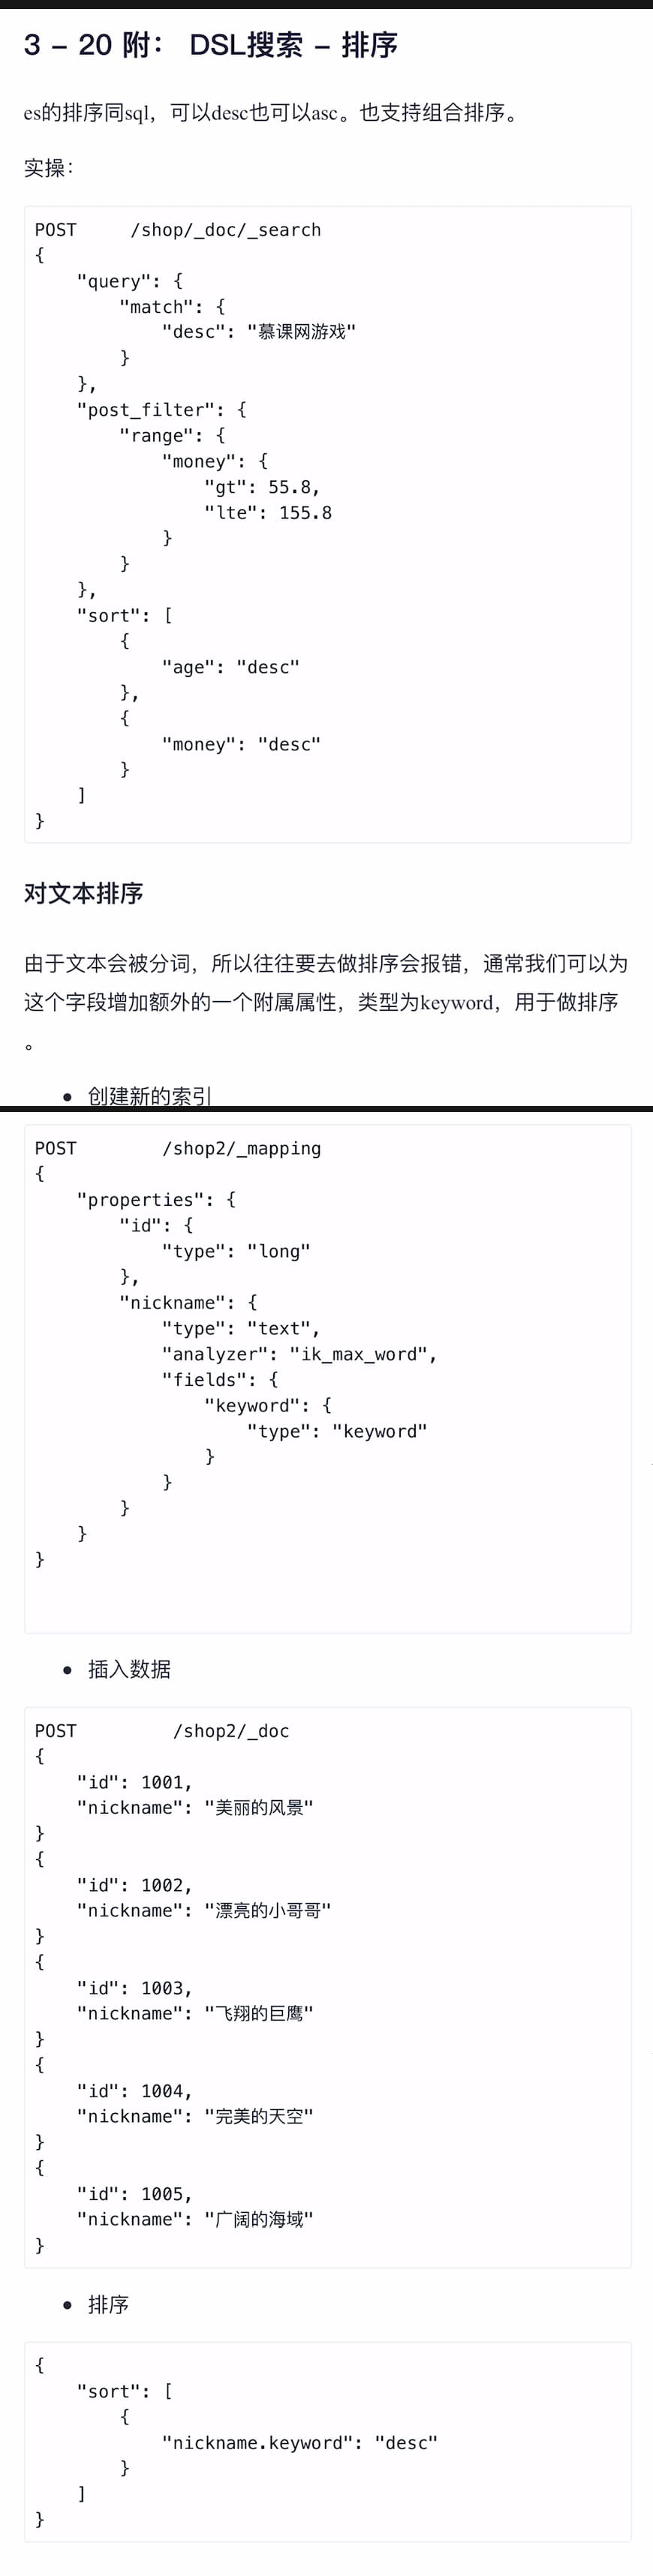 3 - 20 附： DSL搜索 - 排序
es的排序同sql，可以desc也可以asc。也支持组合排序。
实操：
POST     /shop/_doc/_search
{
    "query": {
        "match": {
            "desc": "慕课网游戏"
        }
    },
    "post_filter": {
        "range": {
            "money": {
                "gt": 55.8,
                "lte": 155.8
            }
        }
    },
    "sort": [
        {
            "age": "desc"
        },
        {
            "money": "desc"
        }
    ]
}
对文本排序
由于文本会被分词，所以往往要去做排序会报错，通常我们可以为
这个字段增加额外的一个附属属性，类型为keyword，用于做排序
。
• 创建新的索引
POST        /shop2/_mapping
{
    "properties": {
        "id": {
            "type": "long"
        },
        "nickname": {
            "type": "text",
            "analyzer": "ik_max_word",
            "fields": {
                "keyword": {
                    "type": "keyword"
                }
            }
        }
    }
}
• 插入数据
POST         /shop2/_doc
{
    "id": 1001,
    "nickname": "美丽的风景"
}
{
    "id": 1002,
    "nickname": "漂亮的小哥哥"
}
{
    "id": 1003,
    "nickname": "飞翔的巨鹰"
}
{
    "id": 1004,
    "nickname": "完美的天空"
}
{
    "id": 1005,
    "nickname": "广阔的海域"
}
• 排序
{
    "sort": [
        {
            "nickname.keyword": "desc"
        }
    ]
}